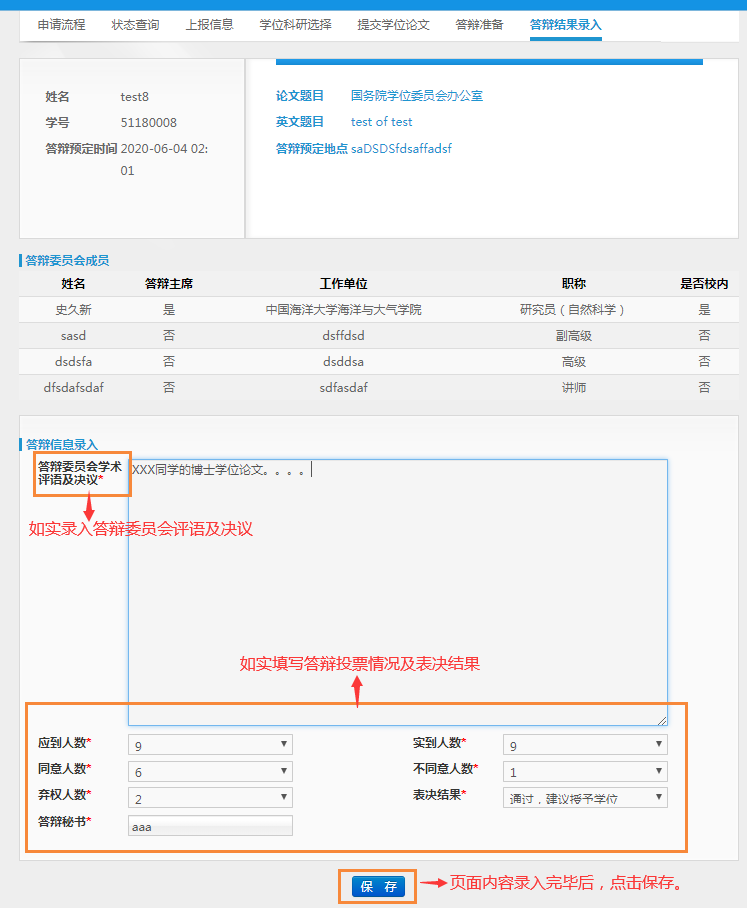 申请流程 状态查询 上报信息 学位科研选择 提交学位论文 答辩准备 答辩结果录入
姓名 test8
学号 51180008
答辩预定时间 2020-06-04 02:
01
论文题目 国务院学位委员会办公室
英文题目 test of test
答辩预定地点 saDSDSfdsaffadsf
答辩委员会成员
姓名 答辩主席 工作单位 职称 是否校内
史久新 是 中国海洋大学海洋与大气学院 研究员（自然科学） 是
sasd 否 dsffdsd 副高级 否
dsdsfa 否 dsddsa 高级 否
dfsdafsdaf 否 sdfasdaf 讲师 否
答辩信息录入
答辩委员会学术
评语及决议*
XXX同学的博士学位论文。。。。
如实录入答辩委员会评语及决议
如实填写答辩投票情况及表决结果
应到人数* 9 实到人数* 9
同意人数* 6 不同意人数* 1
弃权人数* 2 表决结果* 通过，建议授予学位
答辩秘书* aaa
保 存 页面内容录入完毕后，点击保存。